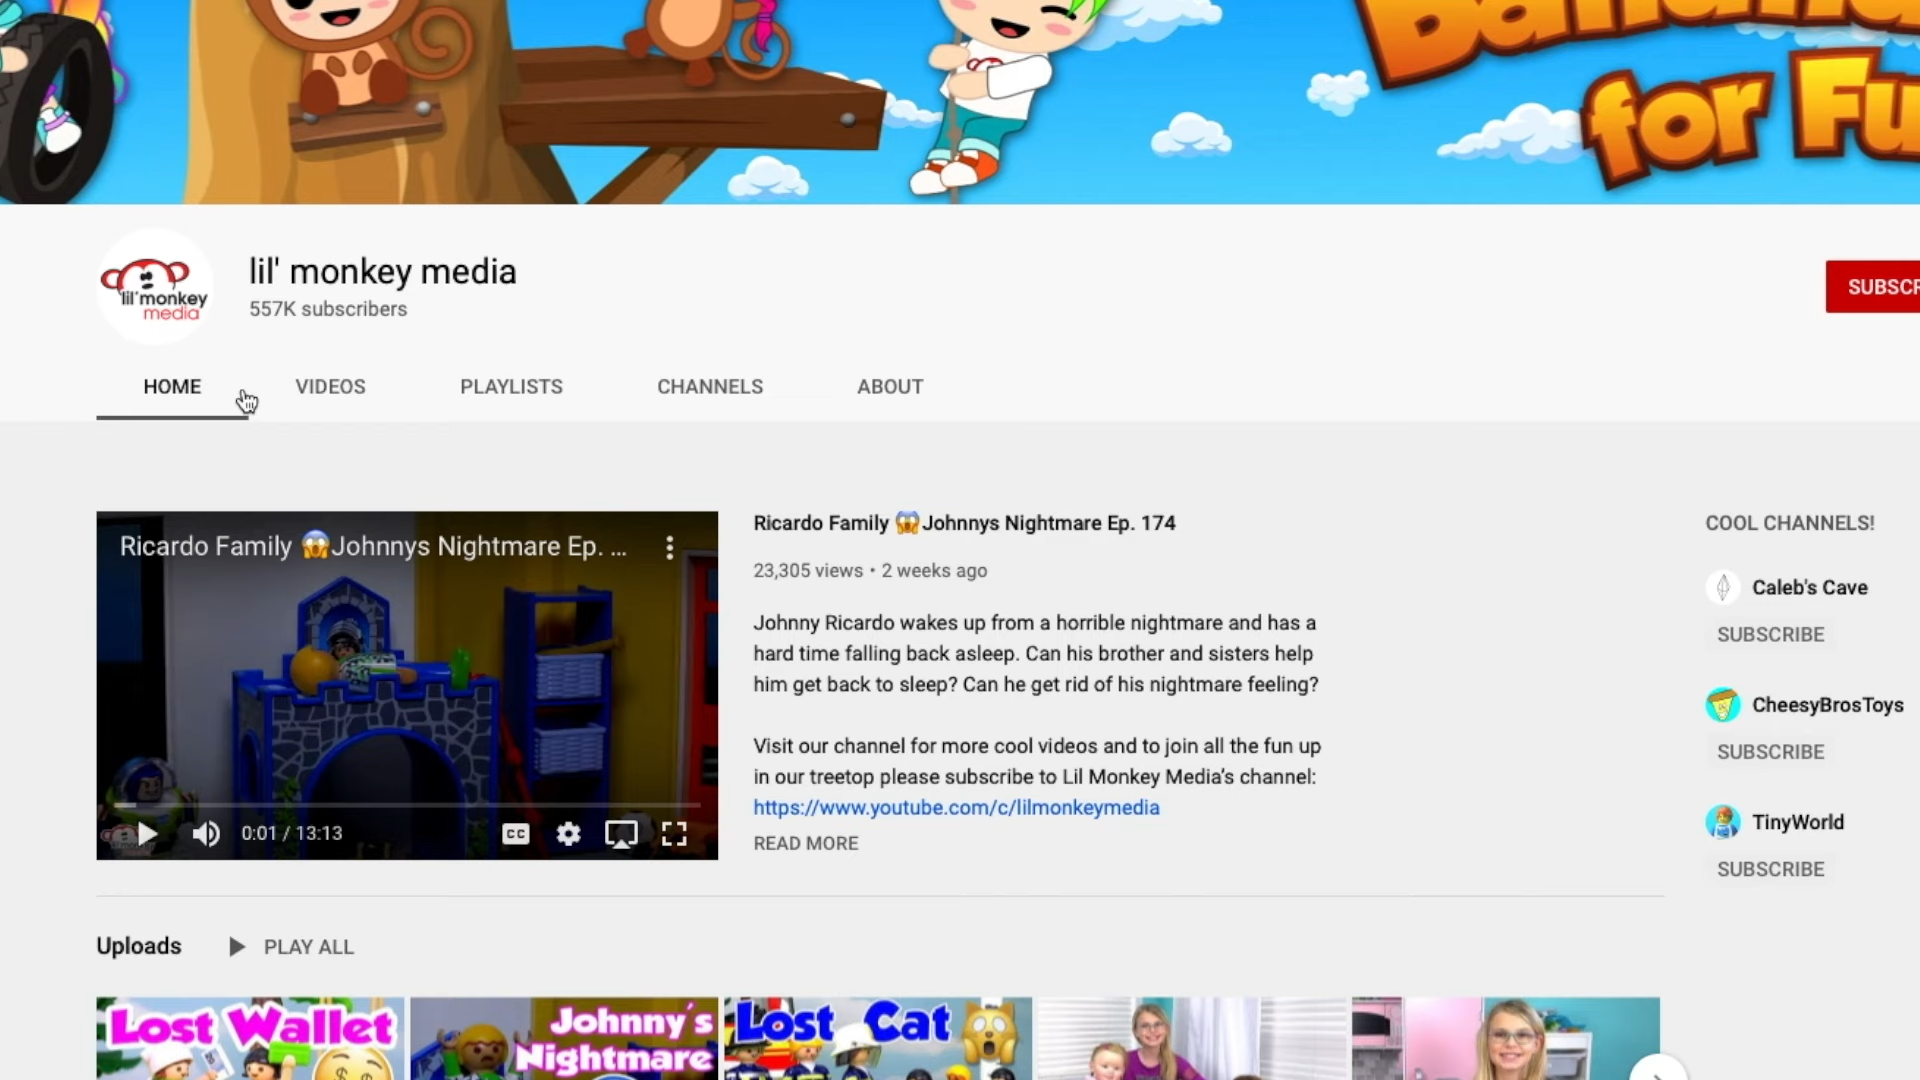 for Fu
lil' monkey
media
lil' monkey media
557K subscribers
SUBSCR
HOME
VIDEOS
PLAYLISTS
CHANNELS
ABOUT
Ricardo Family 😱Johnnys Nightmare Ep. ...
0:01 / 13:13
CC
Ricardo Family 😱Johnnys Nightmare Ep. 174
23,305 views • 2 weeks ago
Johnny Ricardo wakes up from a horrible nightmare and has a
hard time falling back asleep. Can his brother and sisters help
him get back to sleep? Can he get rid of his nightmare feeling?
Visit our channel for more cool videos and to join all the fun up
in our treetop please subscribe to Lil Monkey Media’s channel:
https://www.youtube.com/c/lilmonkeymedia
READ MORE
COOL CHANNELS!
Caleb's Cave
SUBSCRIBE
CheesyBrosToys
SUBSCRIBE
TinyWorld
SUBSCRIBE
Uploads
PLAY ALL
Lost Wallet
Johnny's
Nightmare
Lost Cat